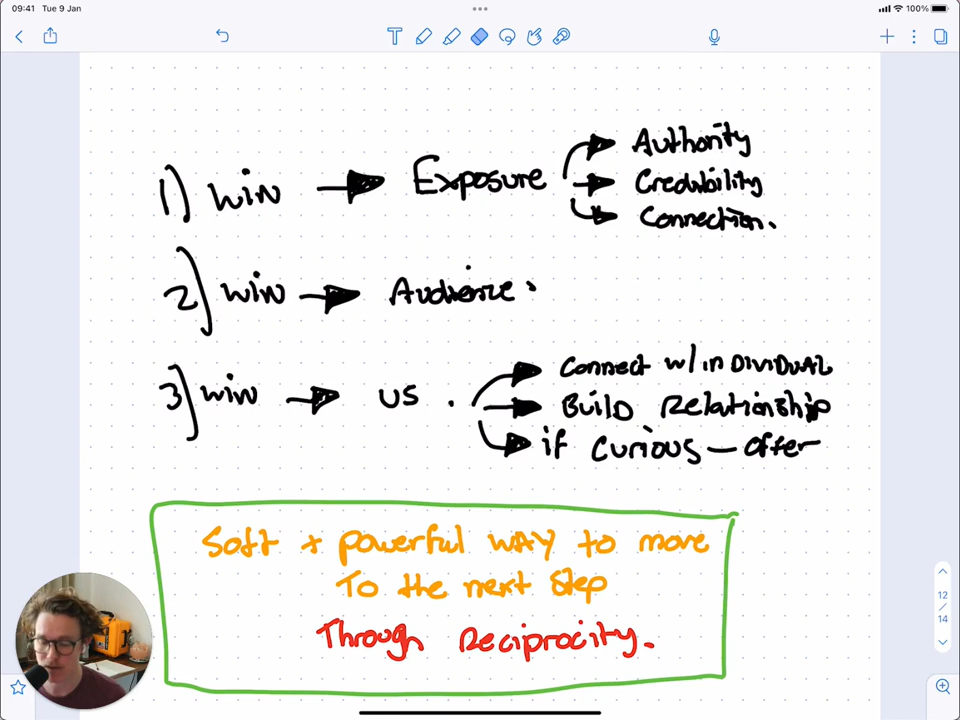 09:41 Tue 9 Jan
100%
T
Authority
1) win Exposure Credibility
Connection.
2) win Audience.
Connect w/inDiviDUAL
3) win us . Build Relationship
if Curious — offer
Soft + powerful WAY to move
To the next Step
Through Reciprocity.
12
/
14